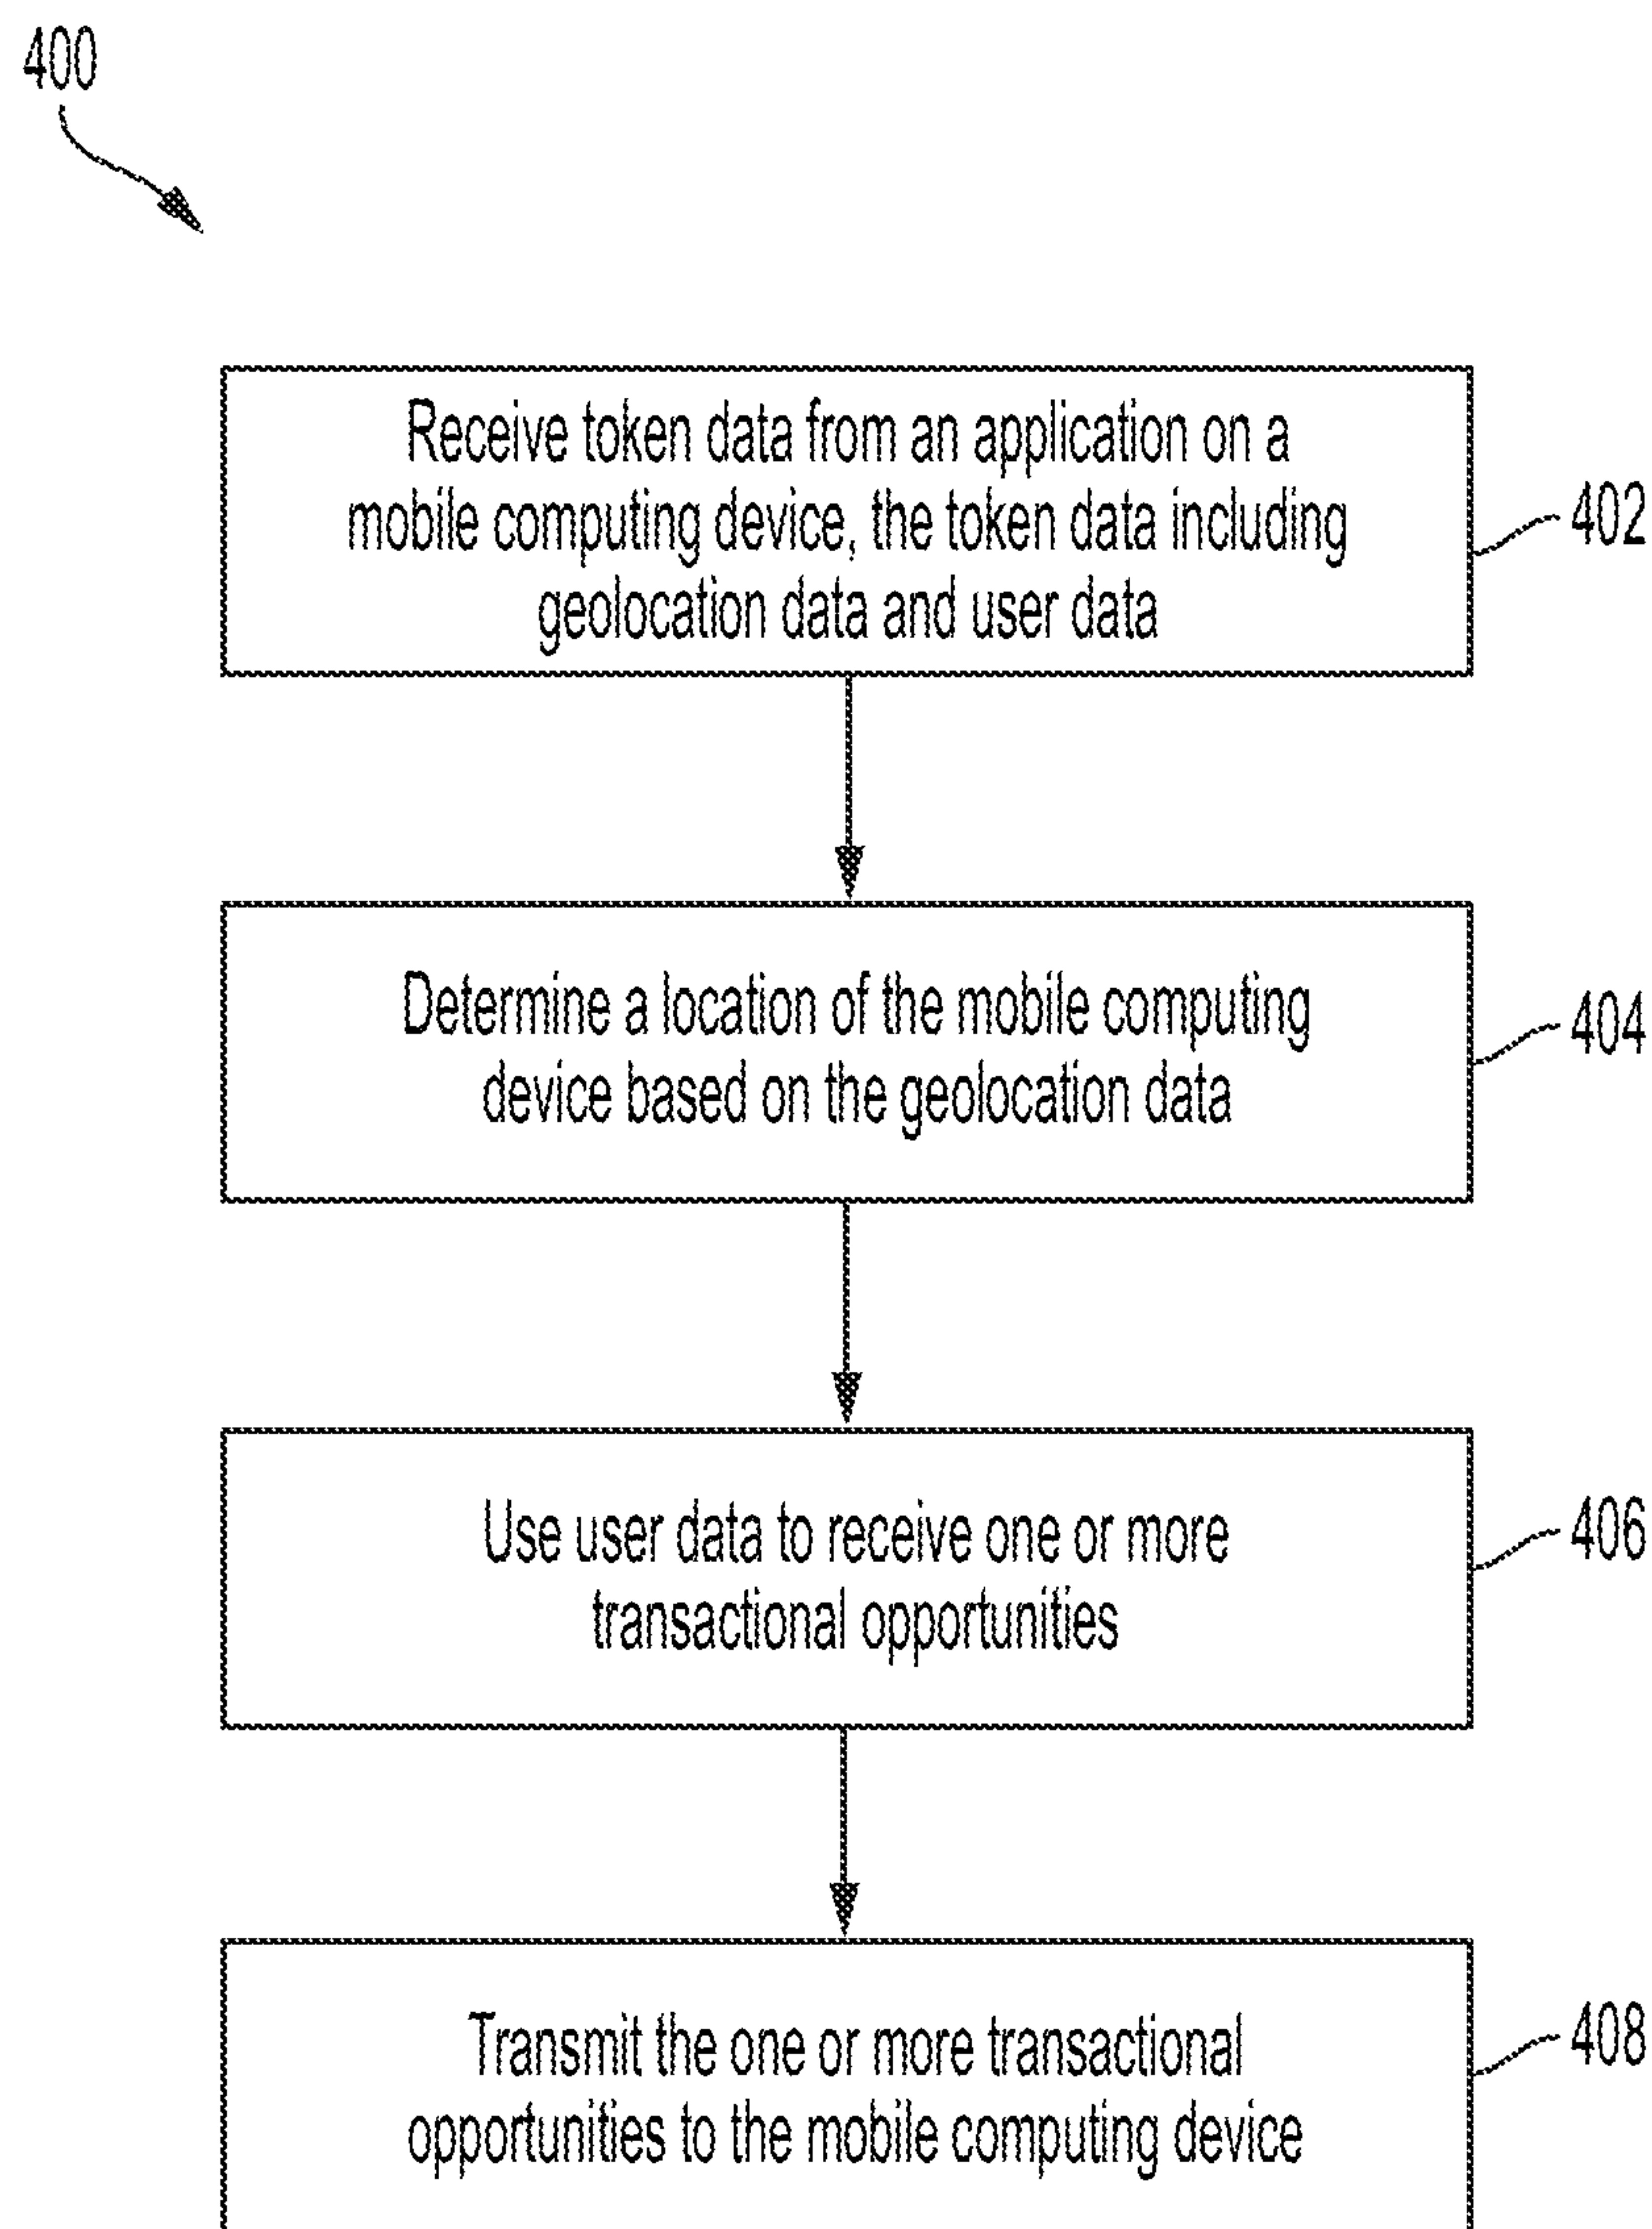 400
Receive token data from an application on a
mobile computing device, the token data including
geolocation data and user data
402
Determine a location of the mobile computing
device based on the geolocation data
404
Use user data to receive one or more
transactional opportunities
406
Transmit the one or more transactional
opportunities to the mobile computing device
408